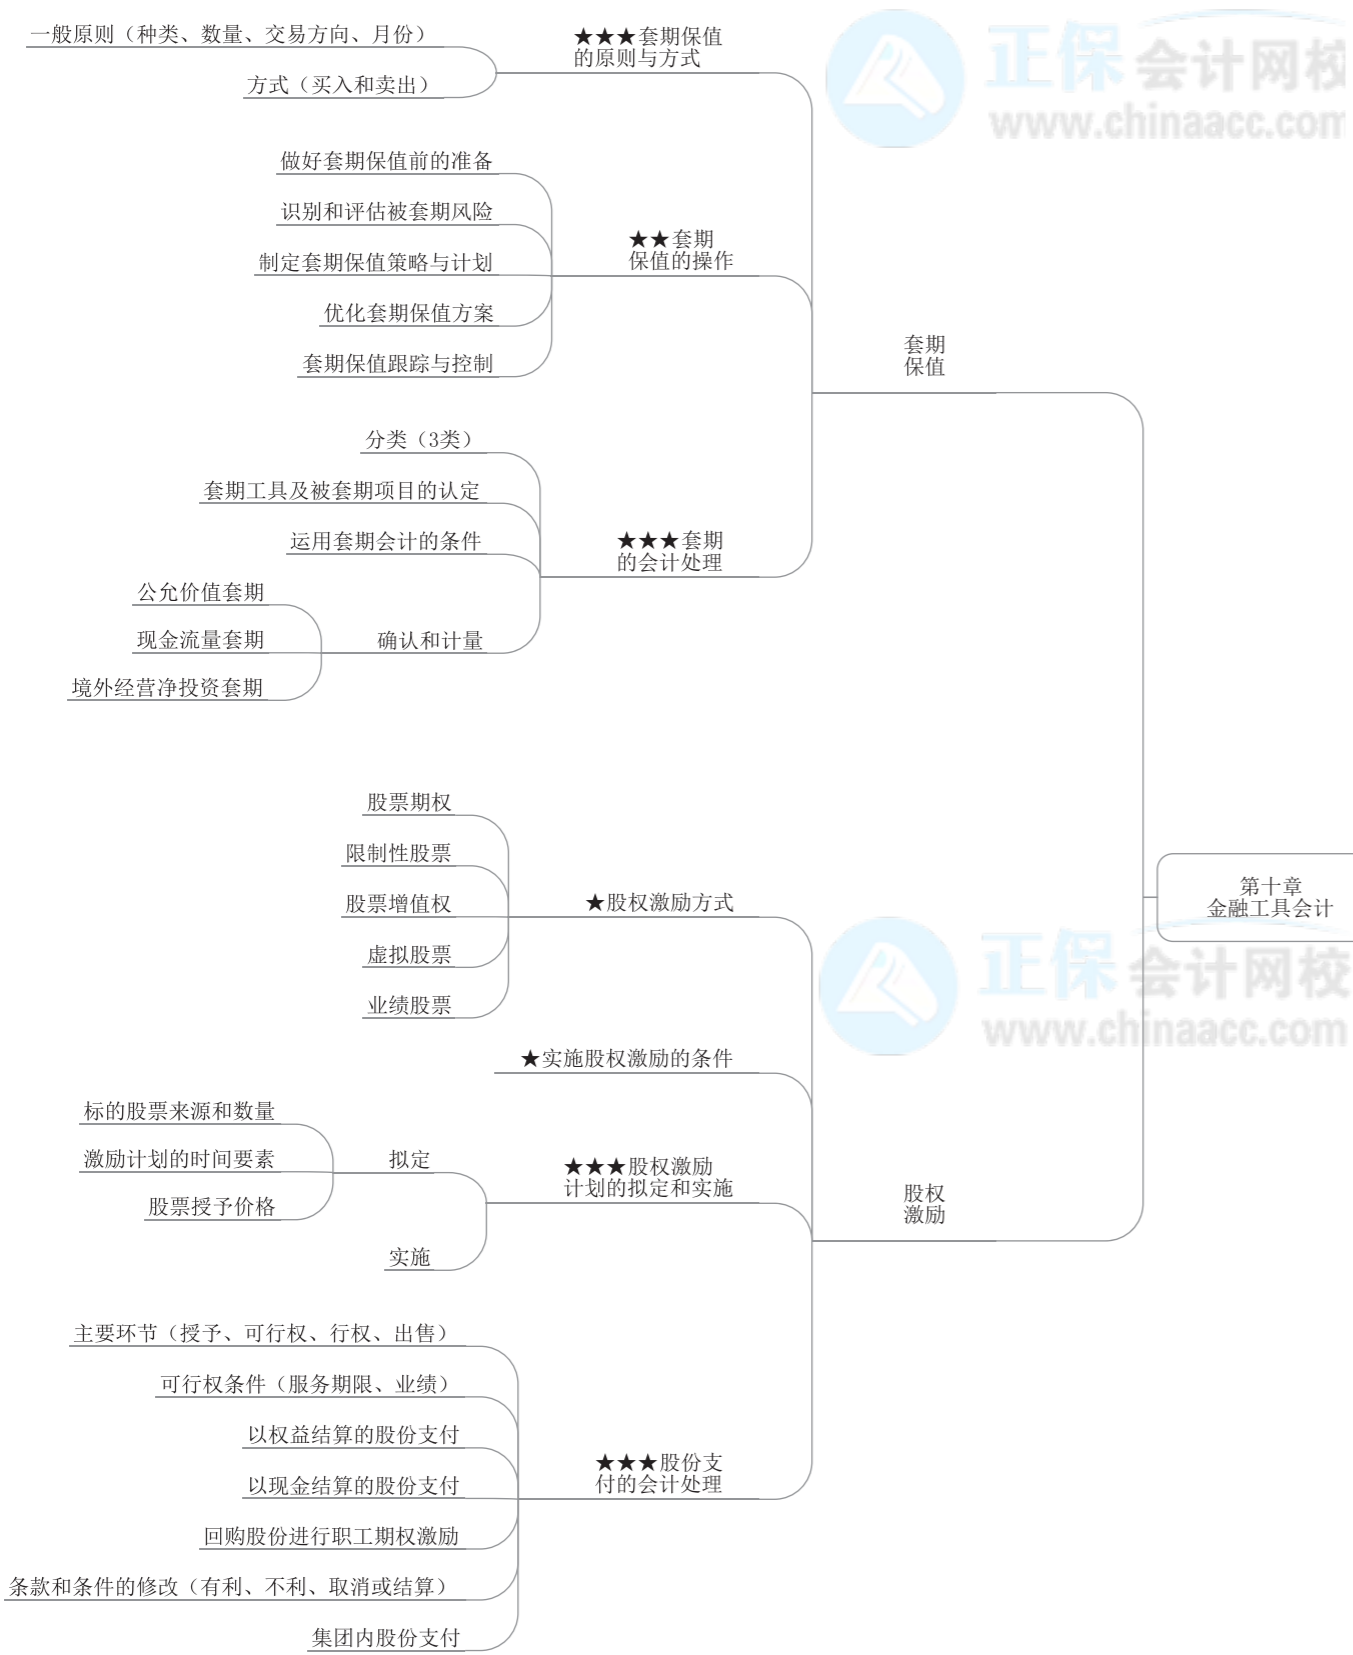 一般原则（种类、数量、交易方向、月份）
方式（买入和卖出）
★★★套期保值
的原则与方式
做好套期保值前的准备
识别和评估被套期风险
制定套期保值策略与计划
优化套期保值方案
套期保值跟踪与控制
★★套期
保值的操作
分类（3类）
套期工具及被套期项目的认定
运用套期会计的条件
公允价值套期
现金流量套期
境外经营净投资套期
确认和计量
★★★套期
的会计处理
套期
保值
股票期权
限制性股票
股票增值权
虚拟股票
业绩股票
★股权激励方式
★实施股权激励的条件
标的股票来源和数量
激励计划的时间要素
股票授予价格
拟定
实施
★★★股权激励
计划的拟定和实施
主要环节（授予、可行权、行权、出售）
可行权条件（服务期限、业绩）
以权益结算的股份支付
以现金结算的股份支付
回购股份进行职工期权激励
条款和条件的修改（有利、不利、取消或结算）
集团内股份支付
★★★股份支
付的会计处理
股权
激励
第十章
金融工具会计
正保会计网校
www.chinaacc.com
正保会计网校
www.chinaacc.com